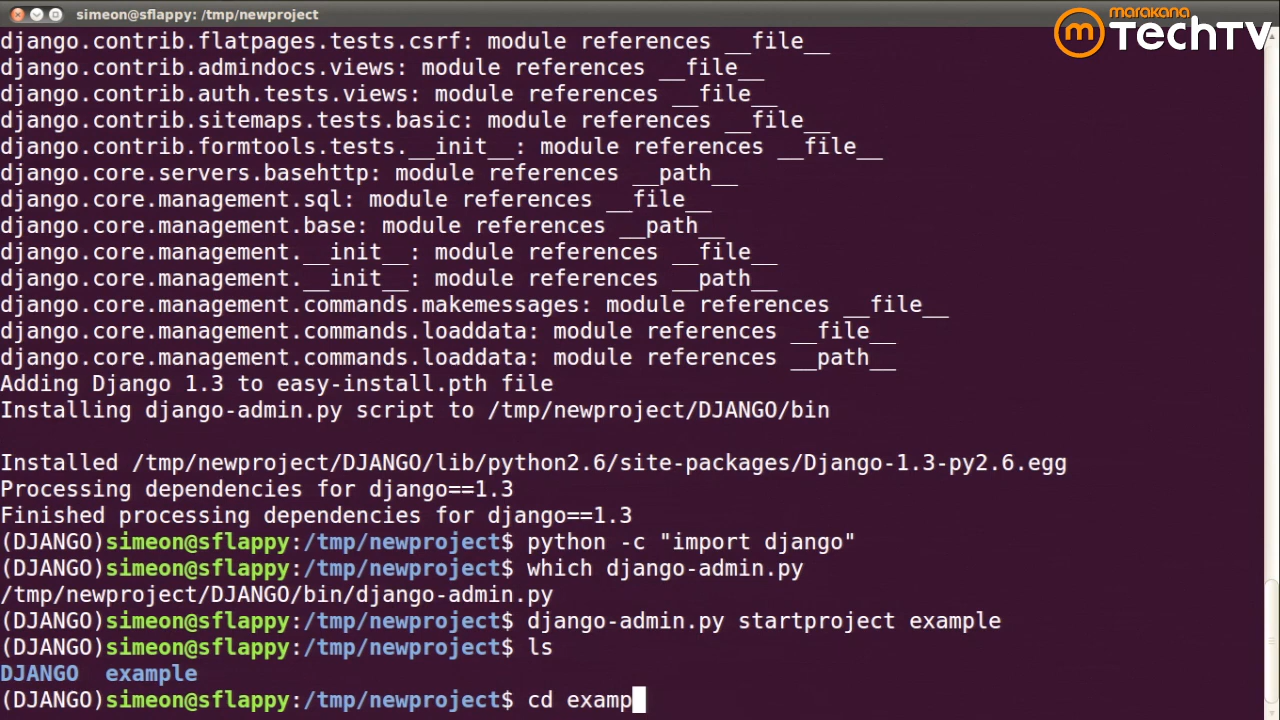 simeon@sflappy: /tmp/newproject
marakana
TechTV
django.contrib.flatpages.tests.csrf: module references __file__
django.contrib.admindocs.views: module references __file__
django.contrib.auth.tests.views: module references __file__
django.contrib.sitemaps.tests.basic: module references __file__
django.contrib.formtools.tests.__init__: module references __file__
django.core.servers.basehttp: module references __path__
django.core.management.sql: module references __file__
django.core.management.base: module references __path__
django.core.management.__init__: module references __file__
django.core.management.__init__: module references __path__
django.core.management.commands.makemessages: module references __file__
django.core.management.commands.loaddata: module references __file__
django.core.management.commands.loaddata: module references __path__
Adding Django 1.3 to easy-install.pth file
Installing django-admin.py script to /tmp/newproject/DJANGO/bin
Installed /tmp/newproject/DJANGO/lib/python2.6/site-packages/Django-1.3-py2.6.egg
Processing dependencies for django==1.3
Finished processing dependencies for django==1.3
(DJANGO)simeon@sflappy:/tmp/newproject$ python -c "import django"
(DJANGO)simeon@sflappy:/tmp/newproject$ which django-admin.py
/tmp/newproject/DJANGO/bin/django-admin.py
(DJANGO)simeon@sflappy:/tmp/newproject$ django-admin.py startproject example
(DJANGO)simeon@sflappy:/tmp/newproject$ ls
DJANGO  example
(DJANGO)simeon@sflappy:/tmp/newproject$ cd examp